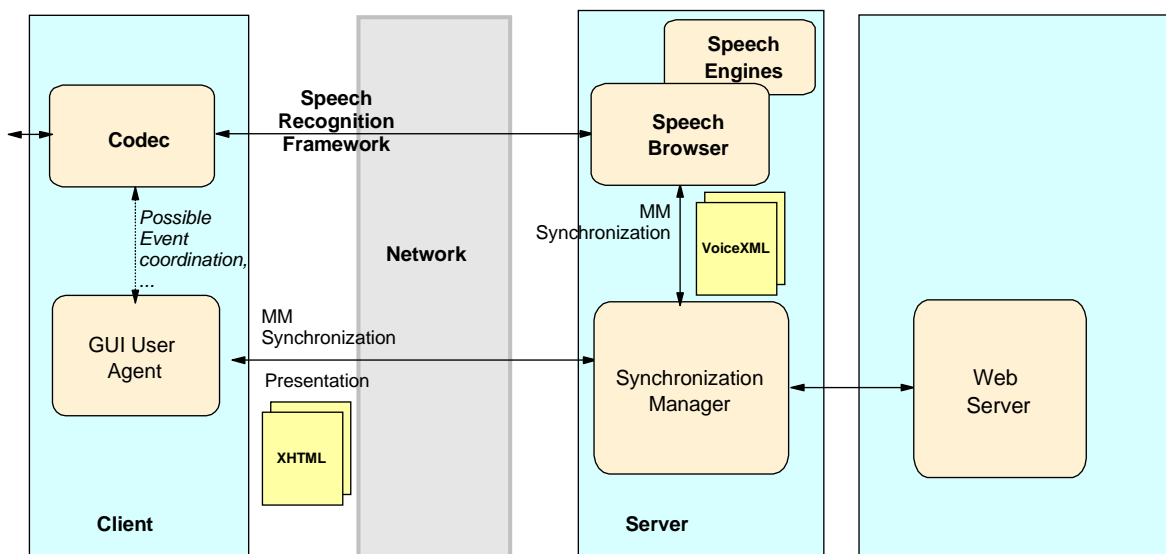 Speech
Engines
Codec
Speech
Recognition
Framework
Speech
Browser
Possible
Event
coordination,
...
Network
MM
Synchronization
VoiceXML
GUI User
Agent
MM
Synchronization
Presentation
XHTML
Synchronization
Manager
Web
Server
Client
Server